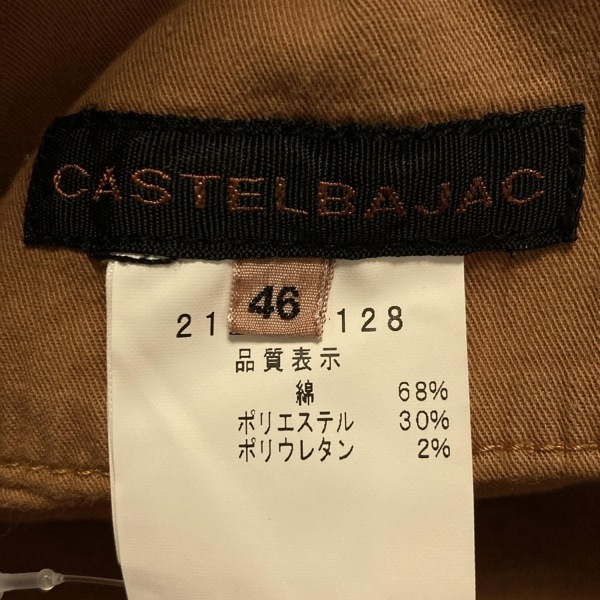 CASTELBAJAC
46
21 128
品質表示
綿 68%
ポリエステル 30%
ポリウレタン 2%